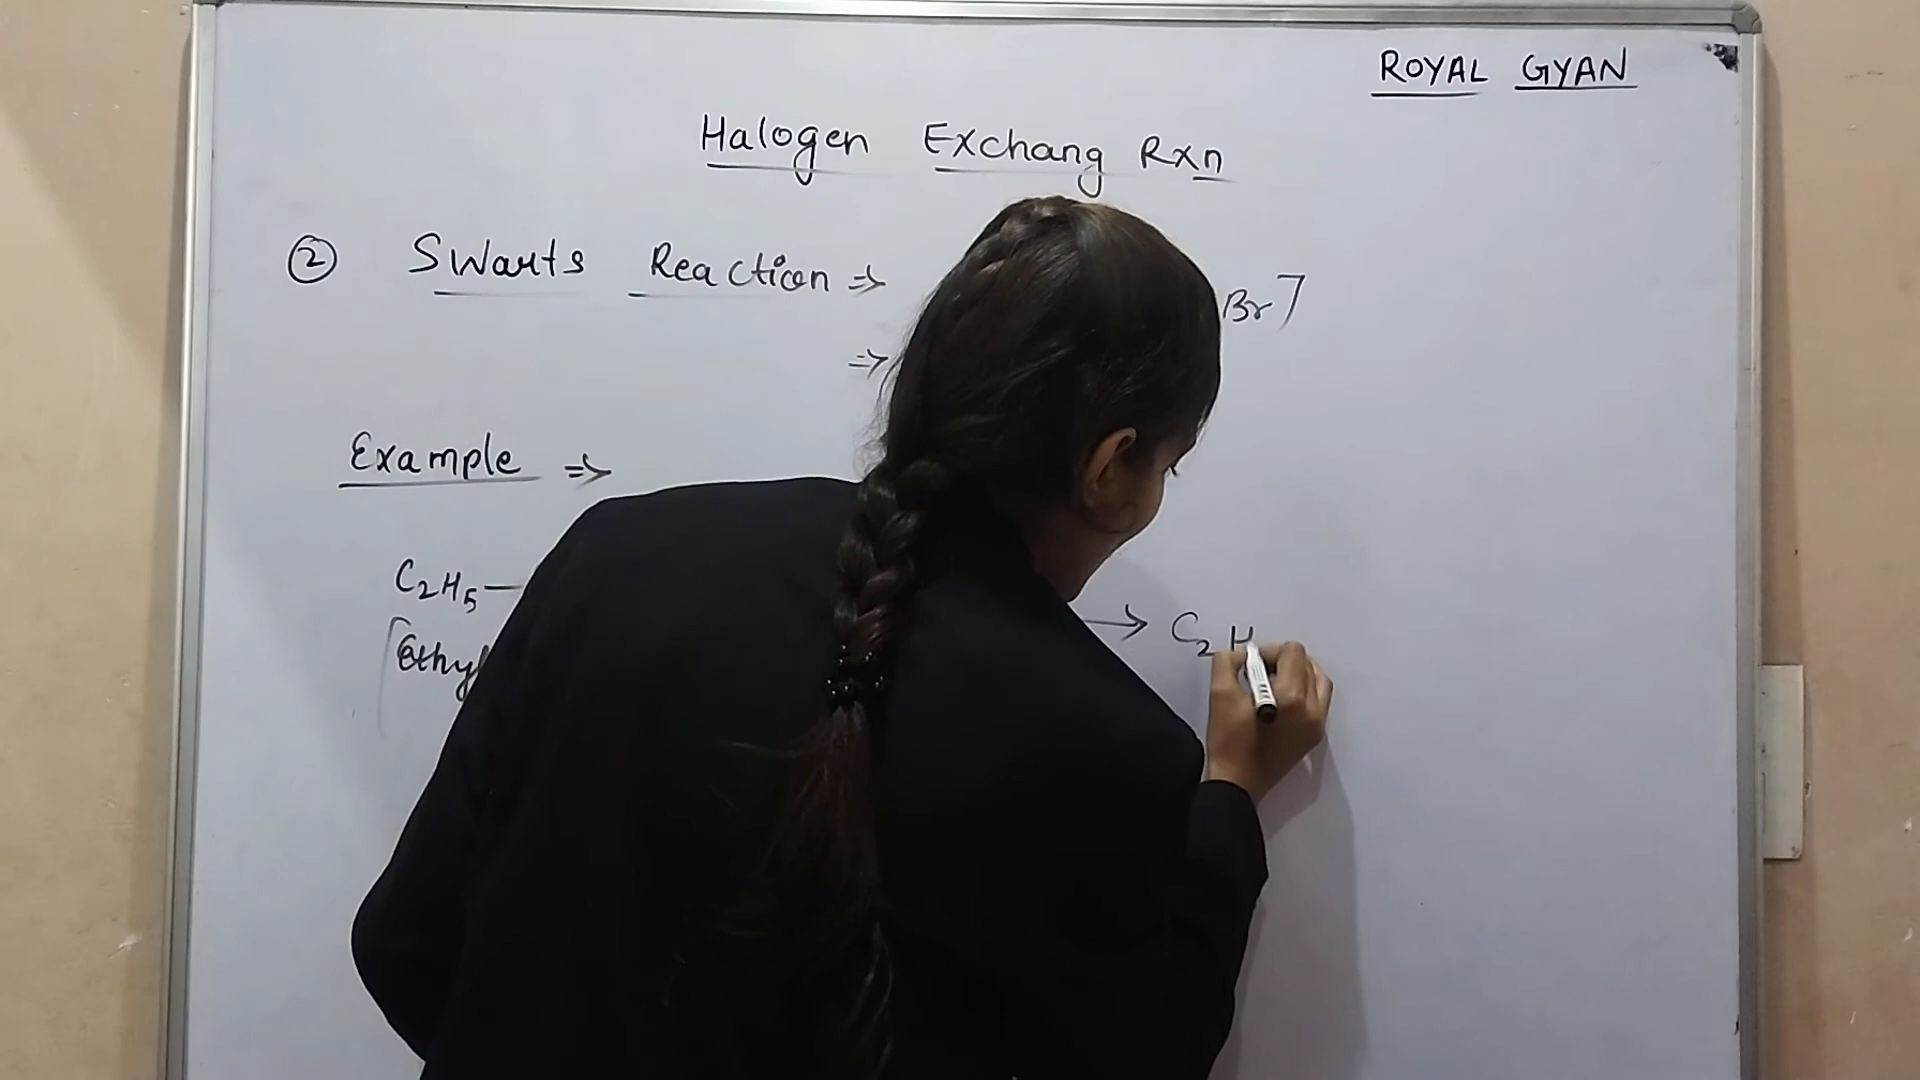 ROYAL GYAN
Halogen Exchang Rxn
② Swarts Reaction ⇒ Br]
⇒
Example ⇒
C₂H₅— → C₂H
[Ethyl